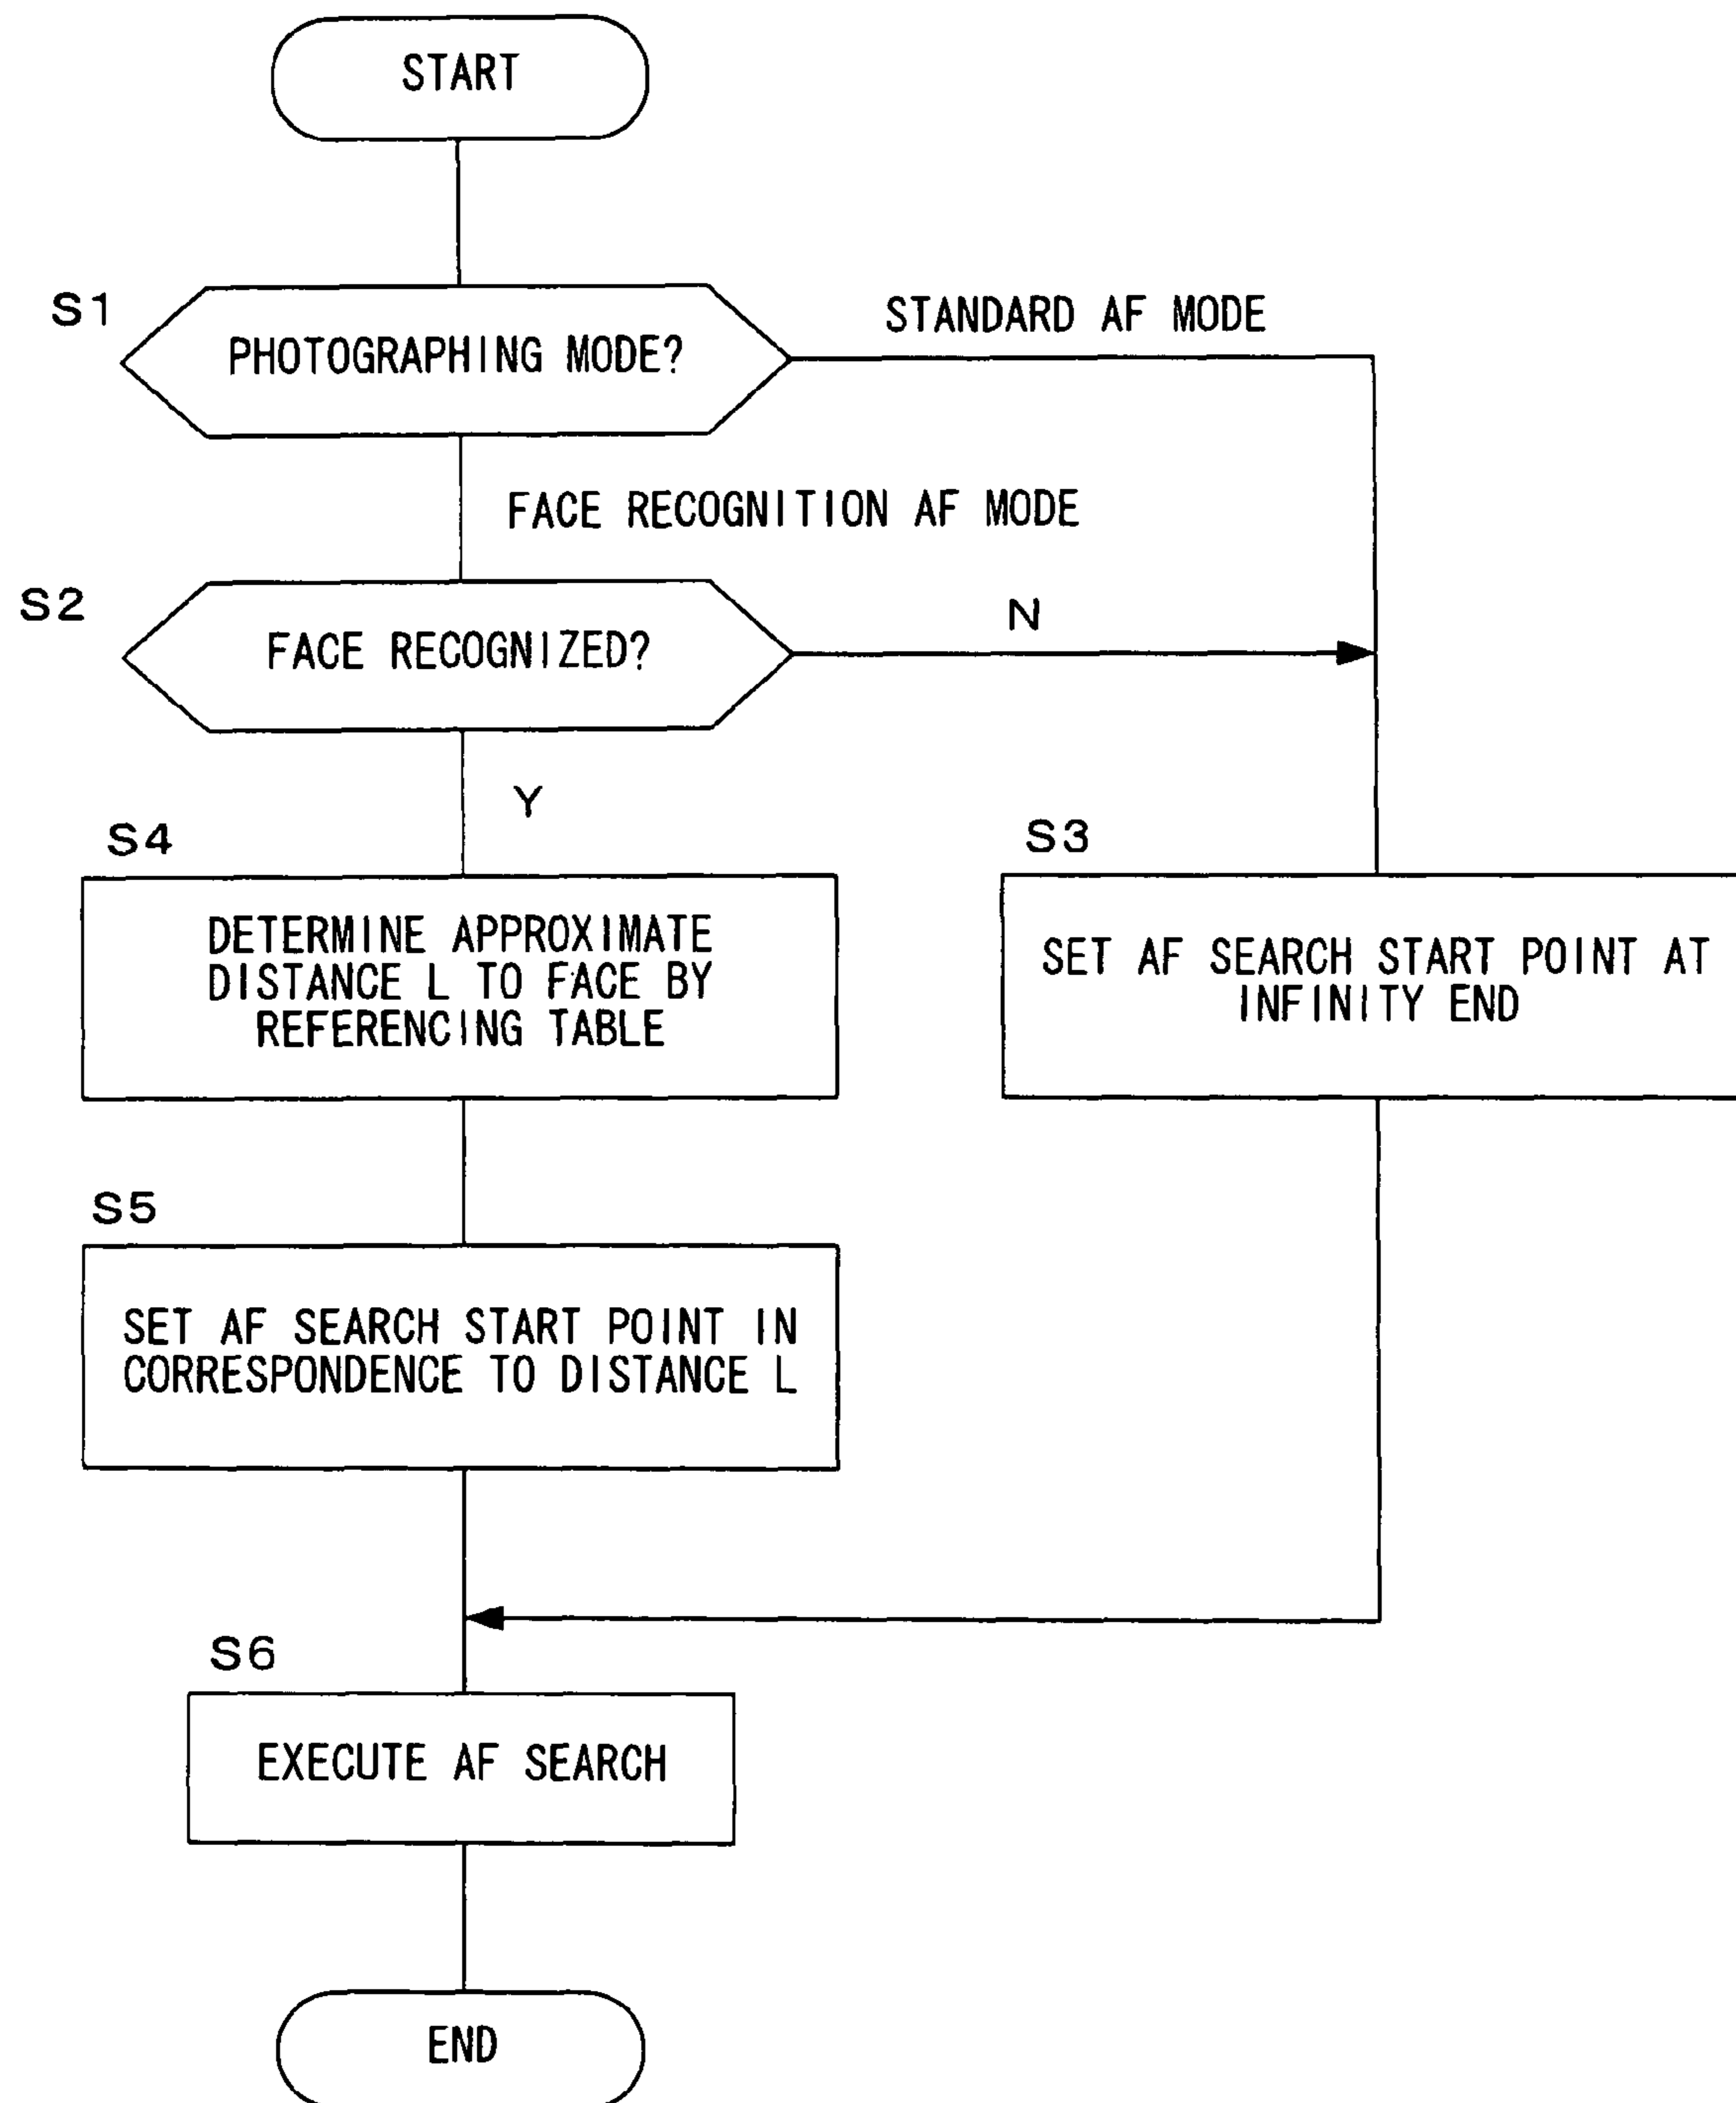 START
S1
PHOTOGRAPHING MODE?
STANDARD AF MODE
FACE RECOGNITION AF MODE
S2
FACE RECOGNIZED?
N
Y
S4
DETERMINE APPROXIMATE
DISTANCE L TO FACE BY
REFERENCING TABLE
S3
SET AF SEARCH START POINT AT
INFINITY END
S5
SET AF SEARCH START POINT IN
CORRESPONDENCE TO DISTANCE L
S6
EXECUTE AF SEARCH
END